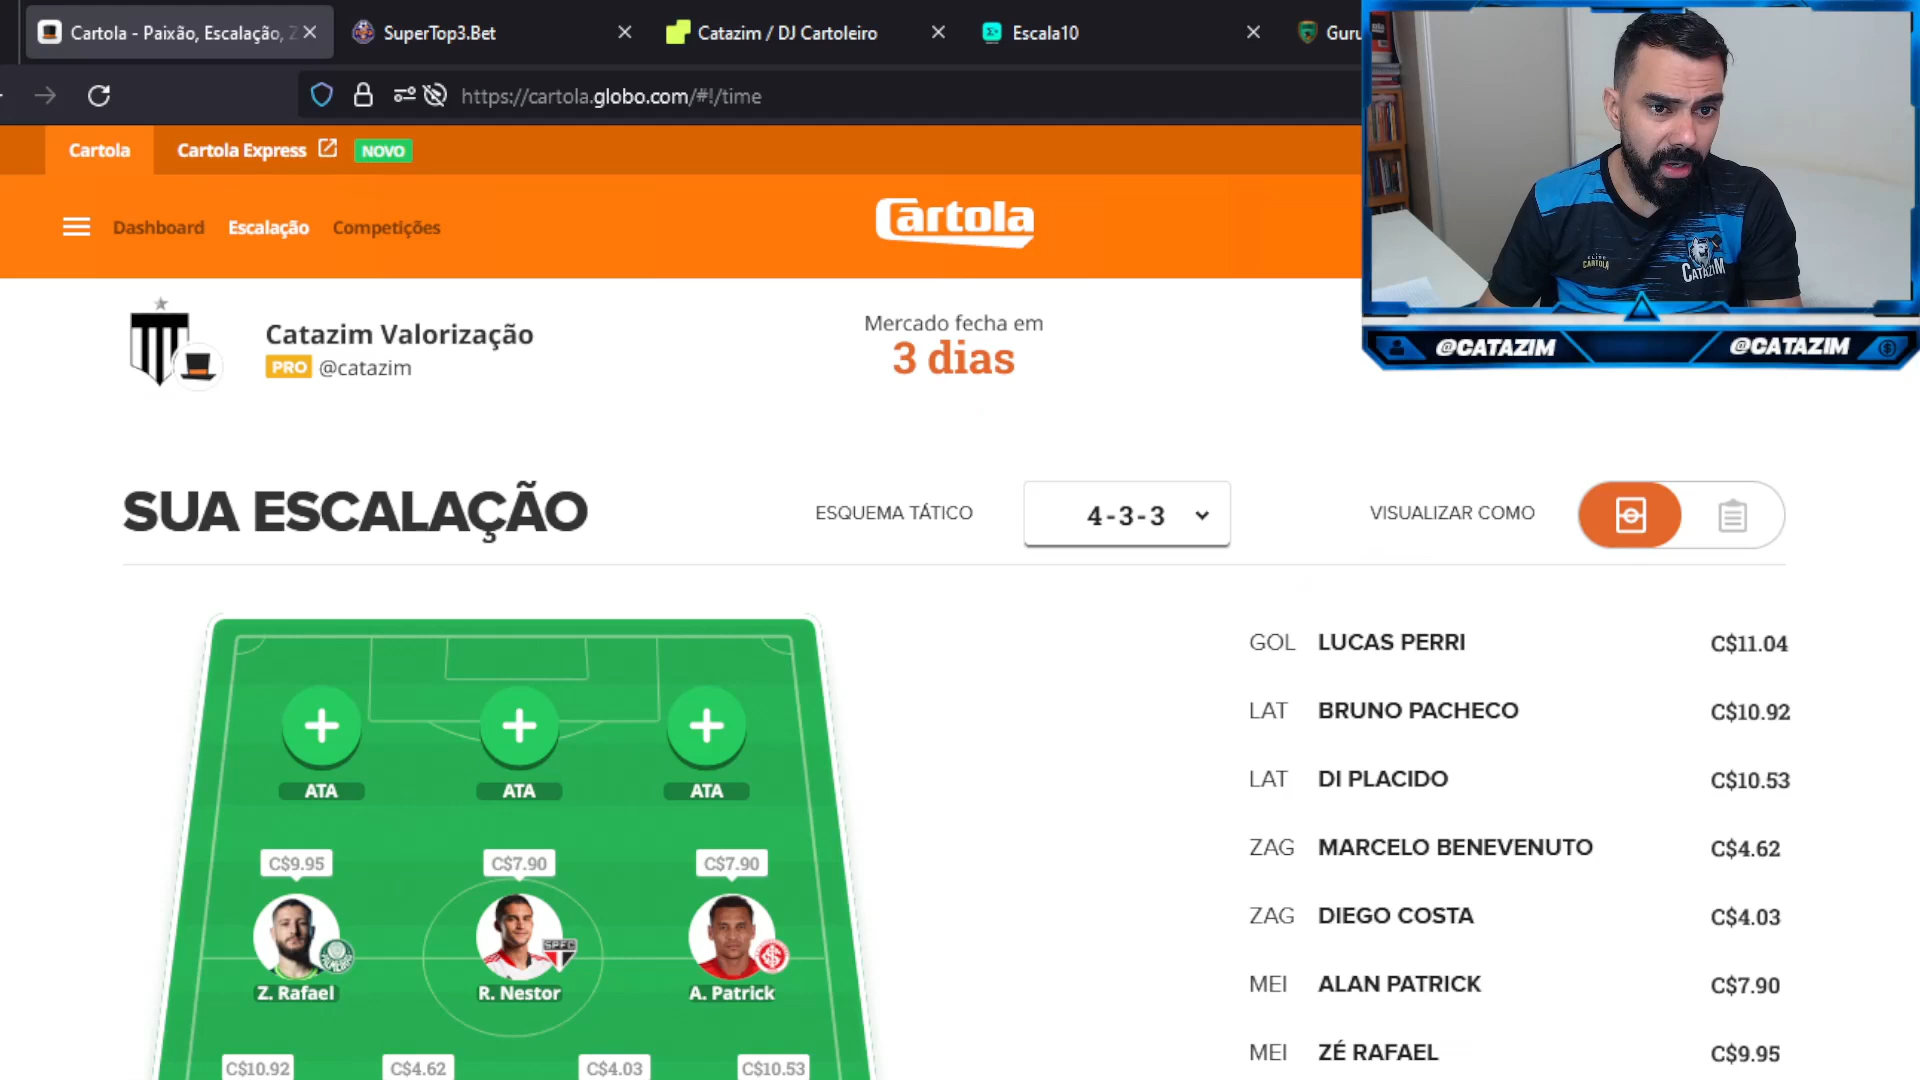 Cartola - Paixão, Escalação, Z
SuperTop3.Bet
Catazim / DJ Cartoleiro
Escala10
Guru
https://cartola.globo.com/#!/time
Cartola
Cartola Express
NOVO
Dashboard
Escalação
Competições
Cartola
Catazim Valorização
PRO @catazim
Mercado fecha em
3 dias
ELITE
CARTOLA
CATAZIM
@CATAZIM
@CATAZIM
SUA ESCALAÇÃO
ESQUEMA TÁTICO
4-3-3
VISUALIZAR COMO
ATA
ATA
ATA
C$9.95
C$7.90
C$7.90
SPFC
Z. Rafael
R. Nestor
A. Patrick
C$10.92
C$4.62
C$4.03
C$10.53
GOL LUCAS PERRI C$11.04
LAT BRUNO PACHECO C$10.92
LAT DI PLACIDO C$10.53
ZAG MARCELO BENEVENUTO C$4.62
ZAG DIEGO COSTA C$4.03
MEI ALAN PATRICK C$7.90
MEI ZÉ RAFAEL C$9.95